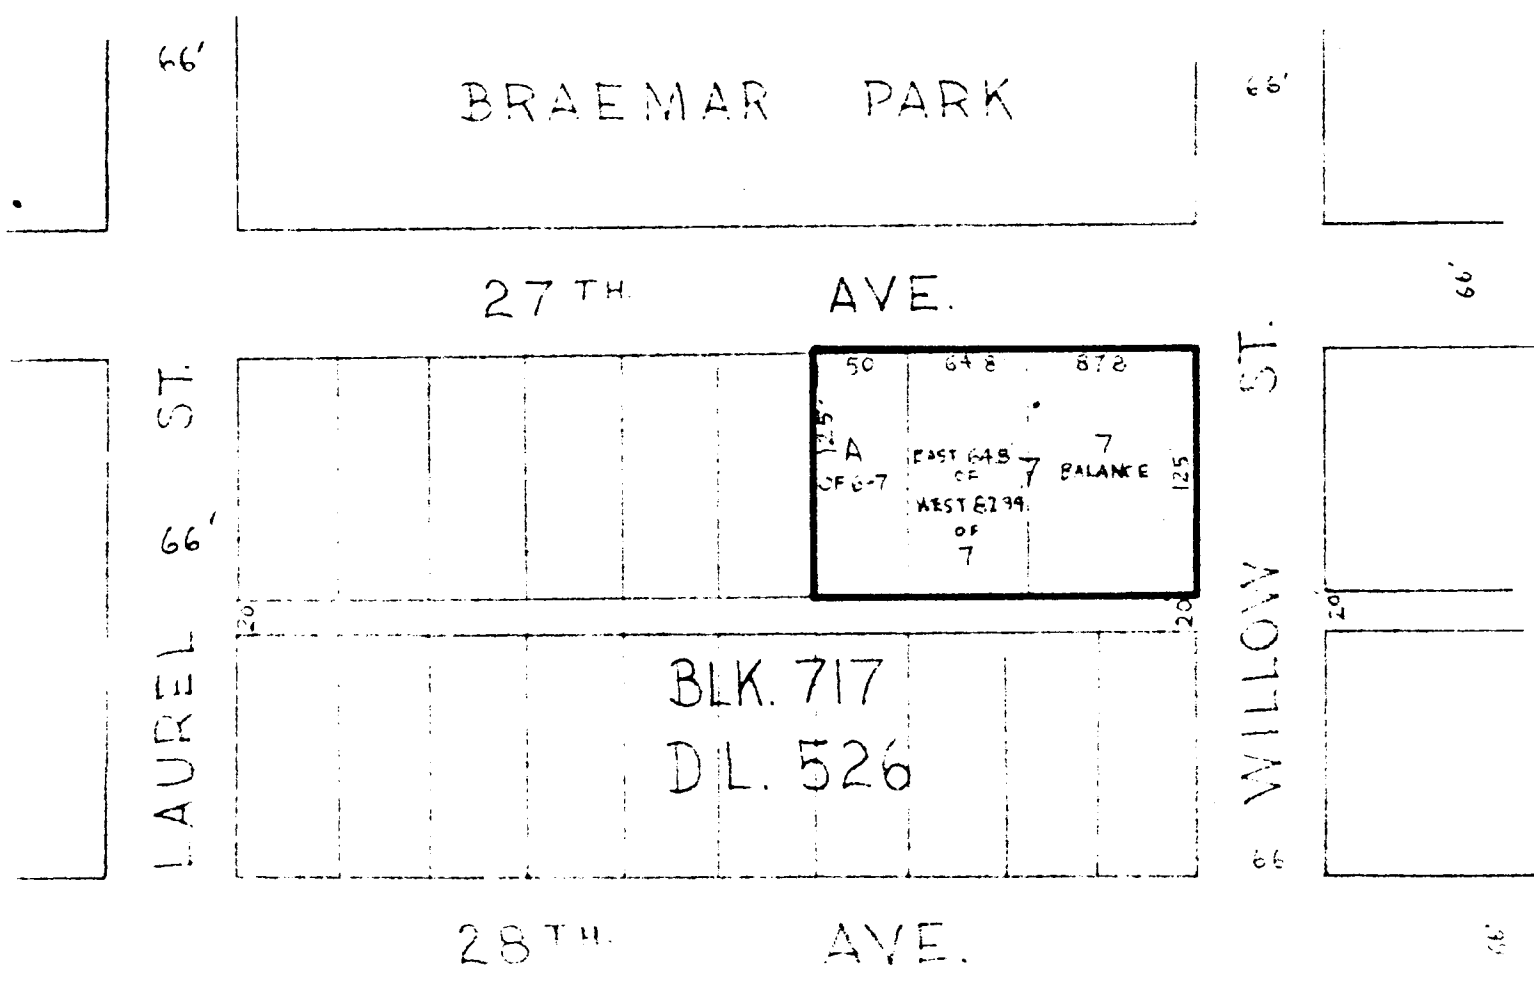 66'
BRAEMAR PARK
66'
27TH. AVE.
66'
LAUREL 66' ST.
50
64 8
87 8
125'
A
OF 6-7
EAST 64 8
OF
WEST
OF
7
7
7
BALANCE
125
WILLOW ST.
20'
20'
20'
BLK. 717
D.L. 526
66
28TH. AVE.
66'